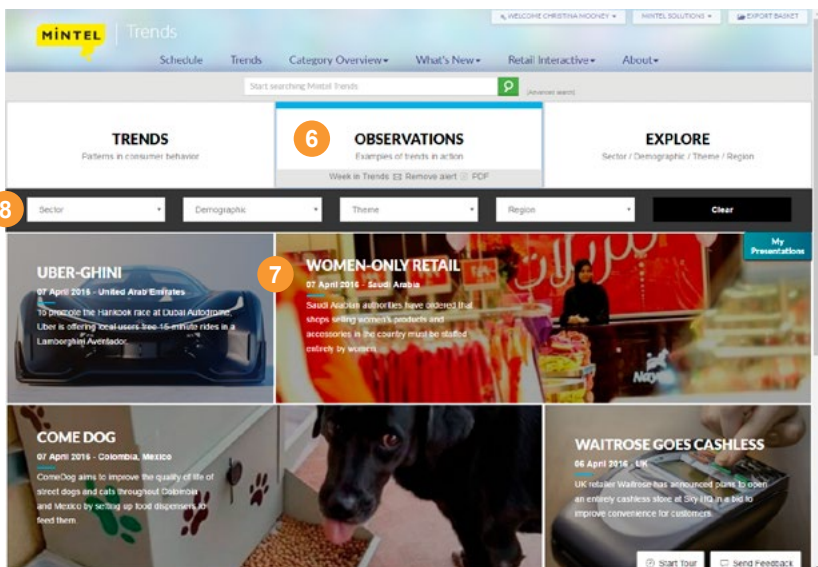 WELCOME CHRISTINA MOONEY
MINTEL SOLUTIONS
EXPORT BASKET
MINTEL
Trends
Schedule Trends Category Overview What's New Retail Interactive About
Start searching Mintel Trends
[Advanced search]
TRENDS
Patterns in consumer behavior
6
OBSERVATIONS
Examples of trends in action
Week in Trends Remove alert PDF
EXPLORE
Sector / Demographic / Theme / Region
8
Sector Demographic Theme Region Clear
My
Presentations
UBER-GHINI
07 April 2016 - United Arab Emirates
To promote the Hankook race at Dubai Autodrome,
Uber is offering local users free 15-minute rides in a
Lamborghini Aventador.
7
WOMEN-ONLY RETAIL
07 April 2016 - Saudi Arabia
Saudi Arabian authorities have ordered that
shops selling women's products and
accessories in the country must be staffed
entirely by women.
COME DOG
07 April 2016 - Colombia, Mexico
ComeDog aims to improve the quality of life of
street dogs and cats throughout Colombia
and Mexico by setting up food dispensers to
feed them.
WAITROSE GOES CASHLESS
06 April 2016 - UK
UK retailer Waitrose has announced plans to open
an entirely cashless store at Sky HQ in a bid to
improve convenience for customers.
Start Tour
Send Feedback